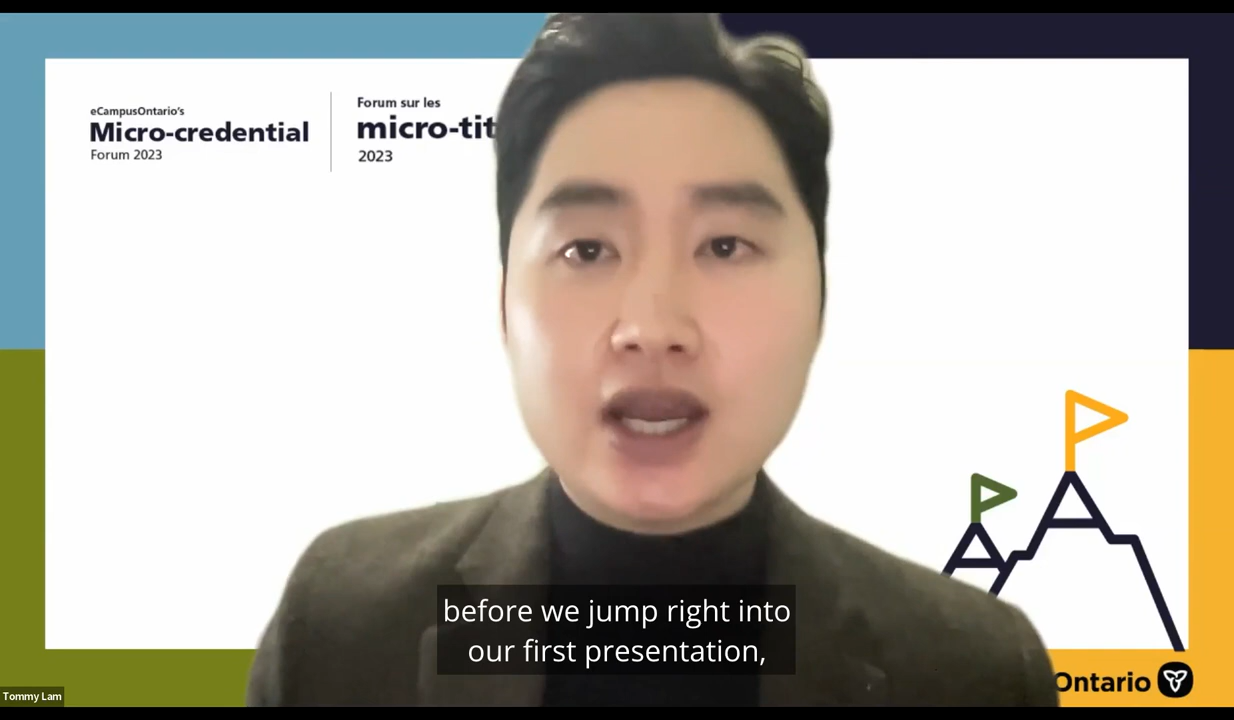 eCampusOntario's
Micro-credential
Forum 2023
Forum sur les
micro-tit
2023
before we jump right into
our first presentation,
Tommy Lam
Ontario